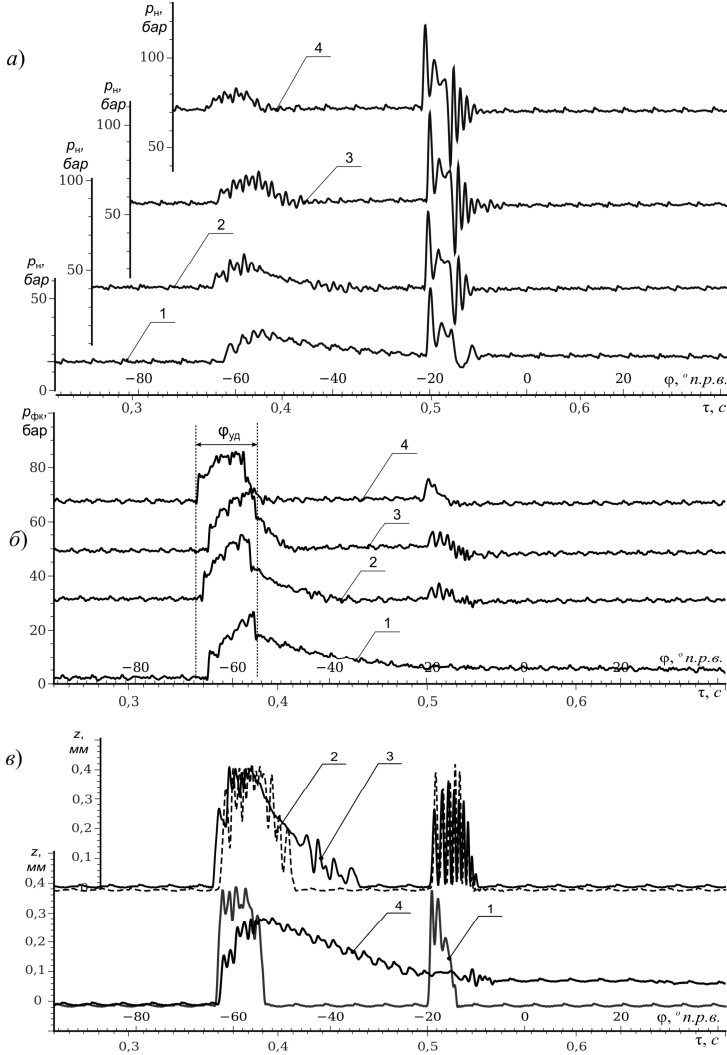 pн,
бар
а)
100
4
pн,
бар
100
50
3
pн,
бар
100
50
2
pн,
бар
50
50
1
0
−80
−60
−40
−20
0
20
φ, ° п.р.в.
0,3
0,4
0,5
0,6
τ, с
pфк,
бар
φуд
4
80
60
3
б)
40
2
20
1
0
−80
−60
−40
−20
0
20
φ, ° п.р.в.
0,3
0,4
0,5
0,6
τ, с
z,
мм
в)
0,4
2
3
0,3
0,2
0,1
z,
мм
0
0,4
0,3
4
1
0,2
0,1
0
−80
−60
−40
−20
0
20
φ, ° п.р.в.
0,3
0,4
0,5
0,6
τ, с